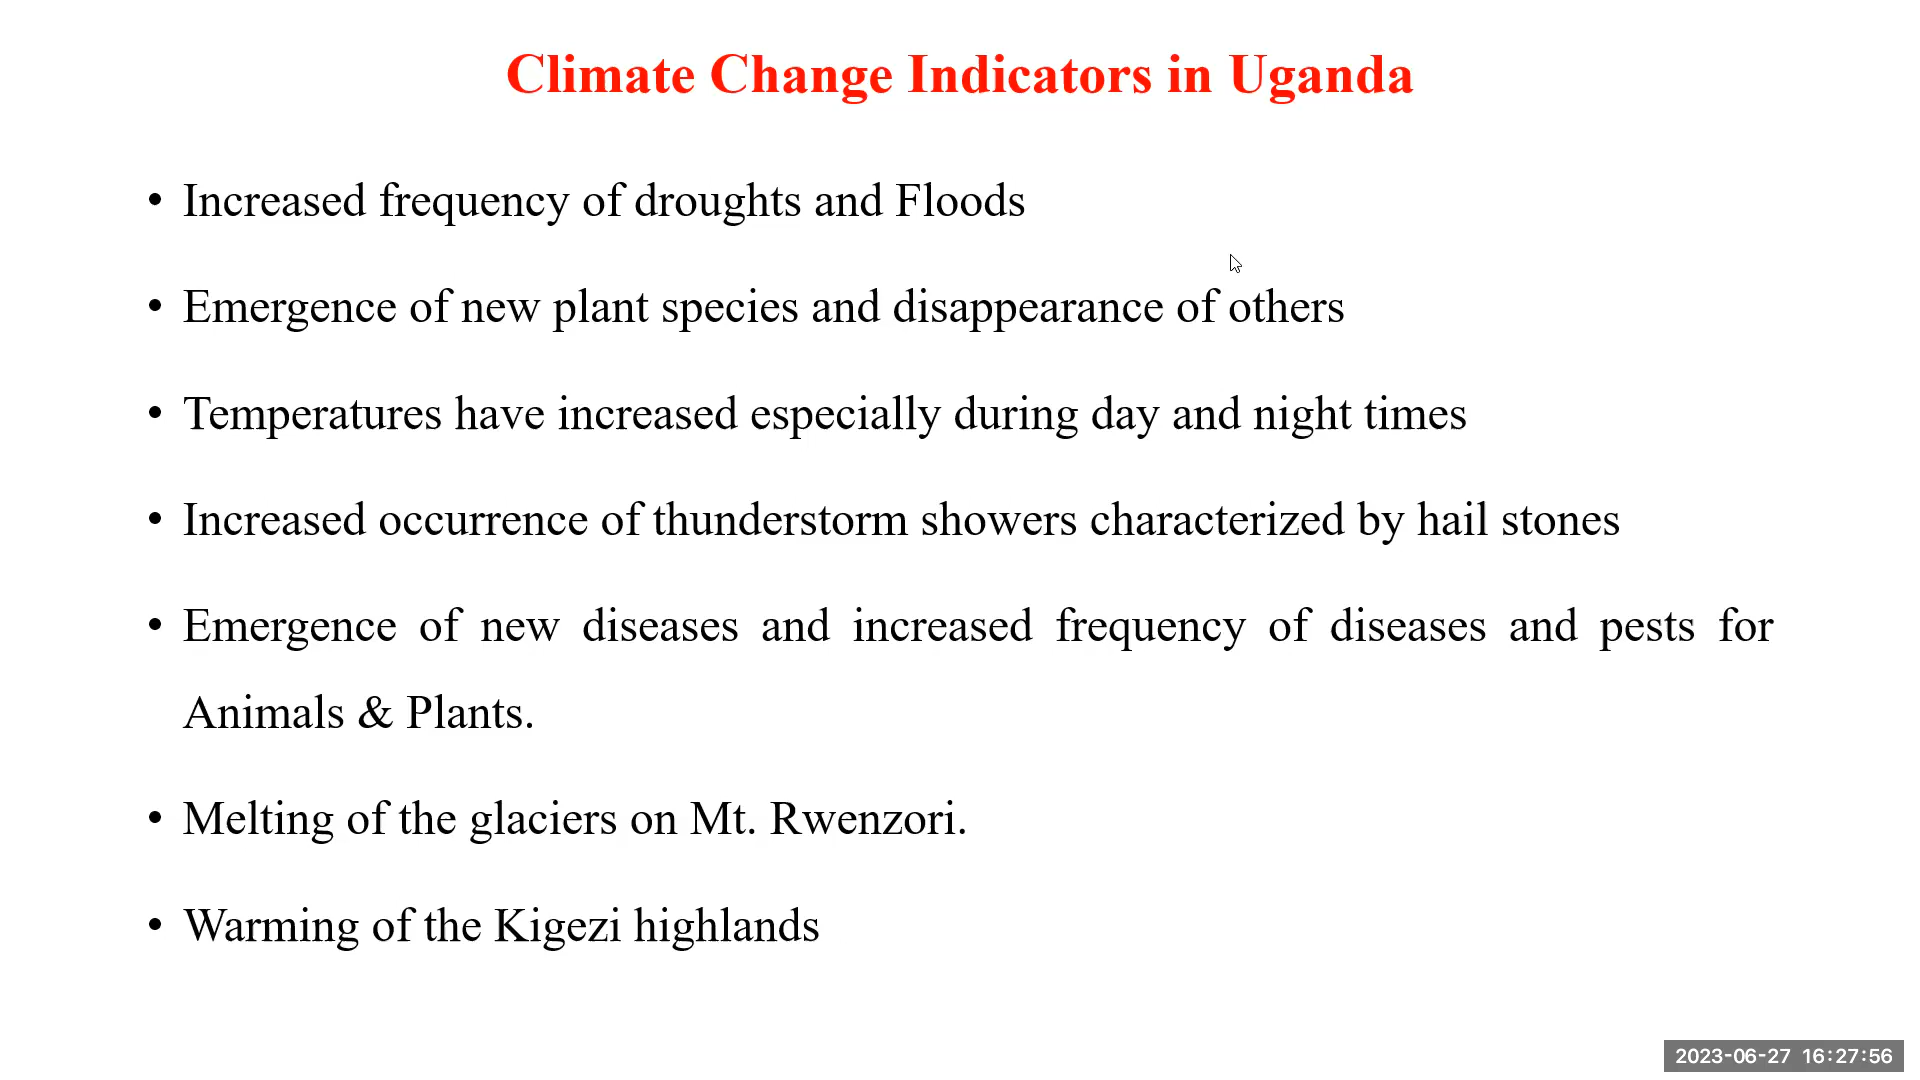 Climate Change Indicators in Uganda
• Increased frequency of droughts and Floods
• Emergence of new plant species and disappearance of others
• Temperatures have increased especially during day and night times
• Increased occurrence of thunderstorm showers characterized by hail stones
• Emergence of new diseases and increased frequency of diseases and pests for
Animals & Plants.
• Melting of the glaciers on Mt. Rwenzori.
• Warming of the Kigezi highlands
2023-06-27 16:27:56